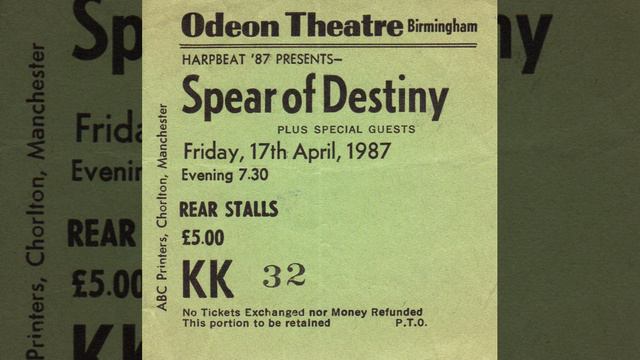 Odeon Theatre Birmingham
HARPBEAT '87 PRESENTS–
Spear of Destiny
PLUS SPECIAL GUESTS
Friday, 17th April, 1987
Evening 7.30
REAR STALLS
£5.00
KK 32
No Tickets Exchanged nor Money Refunded
This portion to be retained P.T.O.
ABC Printers, Chorlton, Manchester